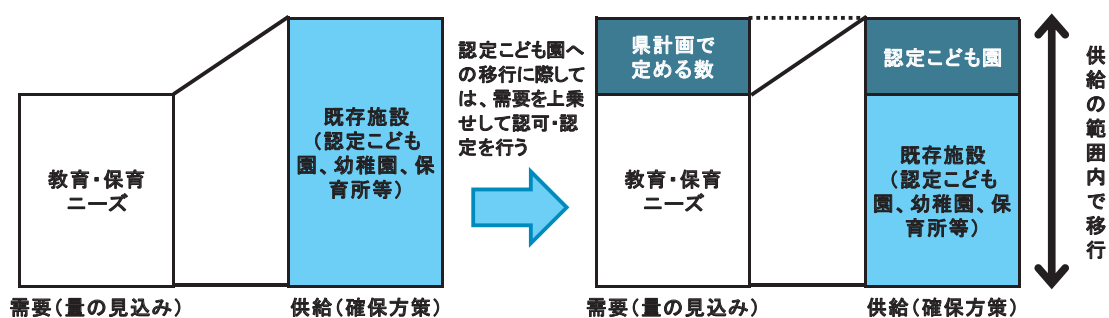 教育・保育
ニーズ
需要（量の見込み）
既存施設
（認定こども
園、幼稚園、保
育所等）
供給（確保方策）
認定こども園へ
の移行に際して
は、需要を上乗
せして認可・認
定を行う
県計画で
定める数
教育・保育
ニーズ
需要（量の見込み）
認定こども園
既存施設
（認定こども
園、幼稚園、保
育所等）
供給（確保方策）
供給の範囲内で移行